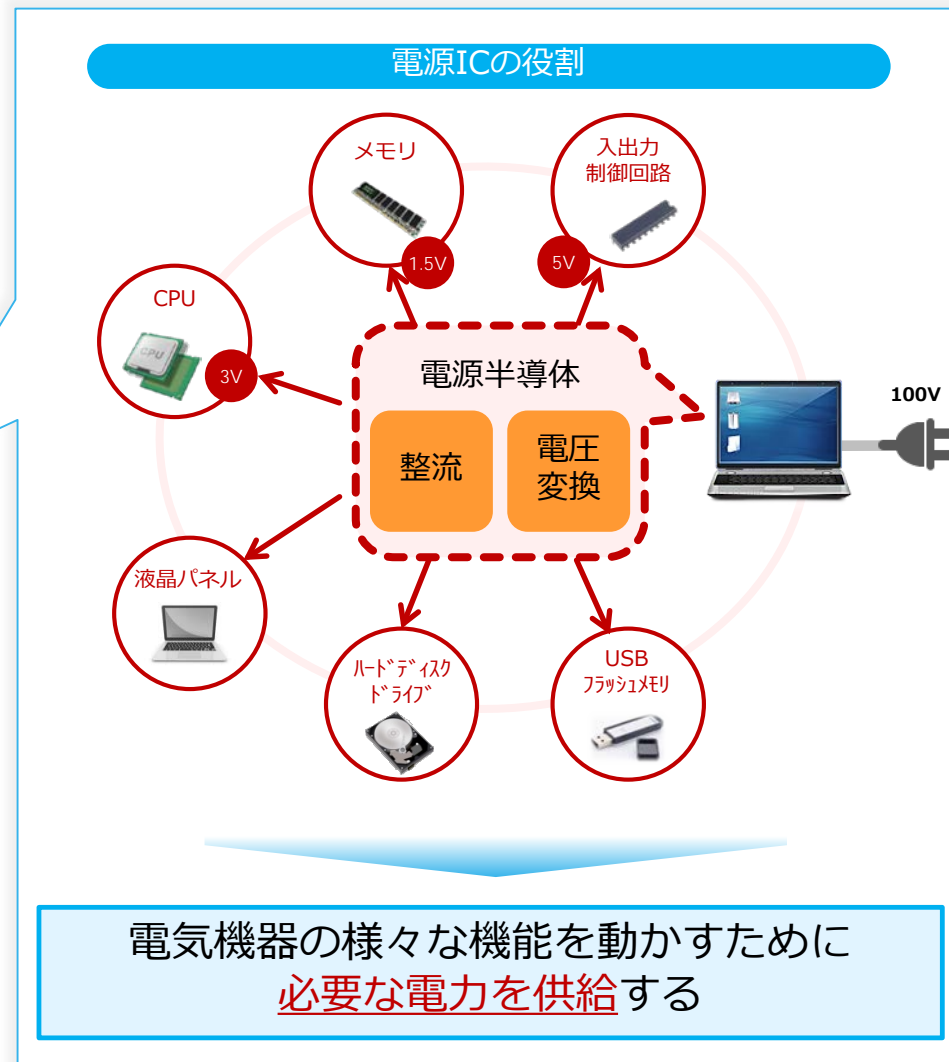 電源ICの役割
メモリ
1.5V
入出力
制御回路
5V
CPU
3V
電源半導体
整流
電圧
変換
100V
液晶パネル
ﾊｰﾄﾞﾃﾞｨｽｸ
ﾄﾞﾗｲﾌﾞ
USB
ﾌﾗｯｼｭﾒﾓﾘ
電気機器の様々な機能を動かすために
必要な電力を供給する